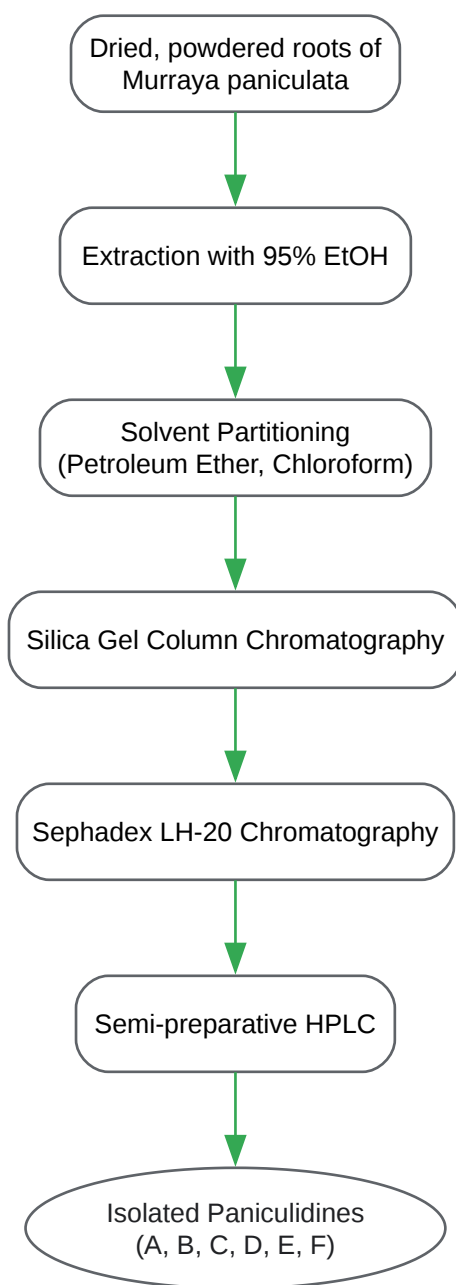 Dried, powdered roots of
Murraya paniculata
Extraction with 95% EtOH
Solvent Partitioning
(Petroleum Ether, Chloroform)
Silica Gel Column Chromatography
Sephadex LH-20 Chromatography
Semi-preparative HPLC
Isolated Paniculidines
(A, B, C, D, E, F)